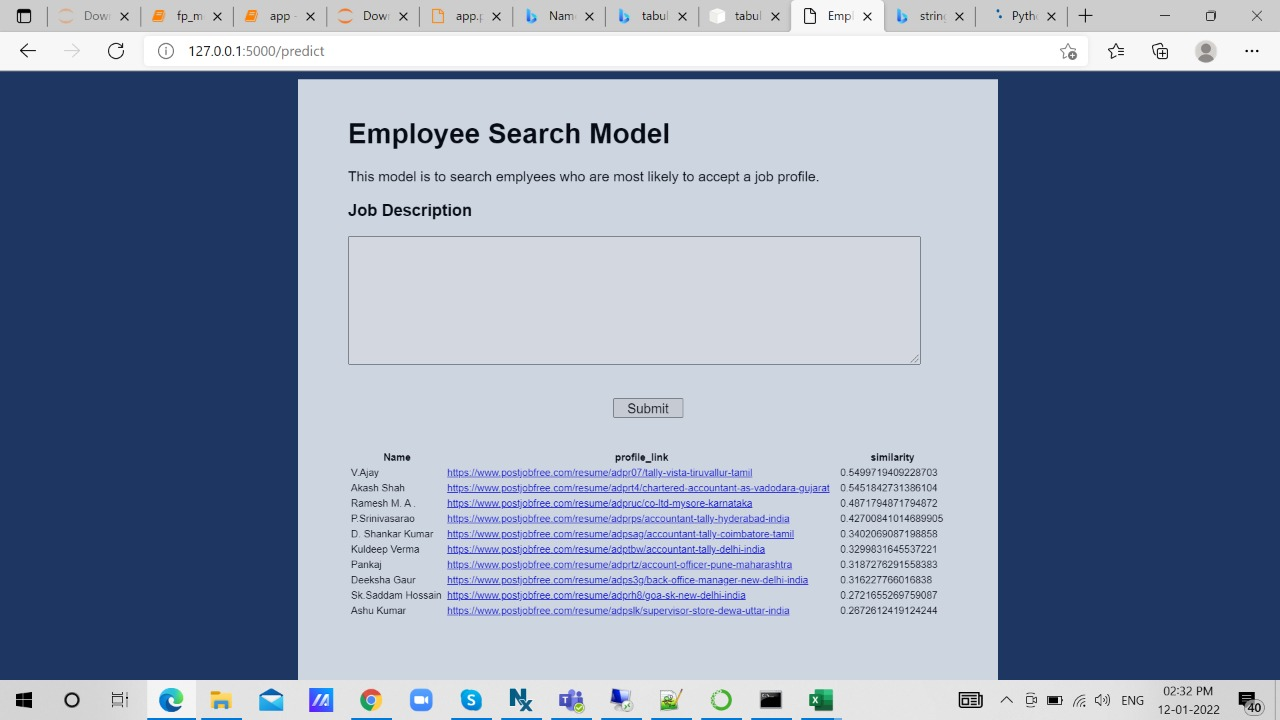 Dow
fp_m
app -
app.p
Name
tabul
Emp
string
Pyth
127.0.0.1:5000/predict
Employee Search Model
This model is to search emplyees who are most likely to accept a job profile.
Job Description
Submit
Name profile_link similarity
V.Ajay https://www.postjobfree.com/resume/adpr07/tally-vista-tiruvallur-tamil 0.5499719409228703
Akash Shah https://www.postjobfree.com/resume/adprt4/chartered-accountant-as-vadodara-gujarat 0.5451842731386104
Ramesh M. A . https://www.postjobfree.com/resume/adpruc/co-ltd-mysore-karnataka 0.4871794871794872
P.Srinivasarao https://www.postjobfree.com/resume/adprps/accountant-tally-hyderabad-india 0.42700841014689905
D. Shankar Kumar https://www.postjobfree.com/resume/adpsag/accountant-tally-coimbatore-tamil 0.3402069087198858
Kuldeep Verma https://www.postjobfree.com/resume/adptbw/accountant-tally-delhi-india 0.3299831645537221
Pankaj https://www.postjobfree.com/resume/adprtz/account-officer-pune-maharashtra 0.3187276291558383
Deeksha Gaur https://www.postjobfree.com/resume/adps3g/back-office-manager-new-delhi-india 0.316227766016838
Sk.Saddam Hossain https://www.postjobfree.com/resume/adprh8/goa-sk-new-delhi-india 0.2721655269759087
Ashu Kumar https://www.postjobfree.com/resume/adpslk/supervisor-store-dewa-uttar-india 0.2672612419124244
ENG
02:32 PM
12-01-2022
40